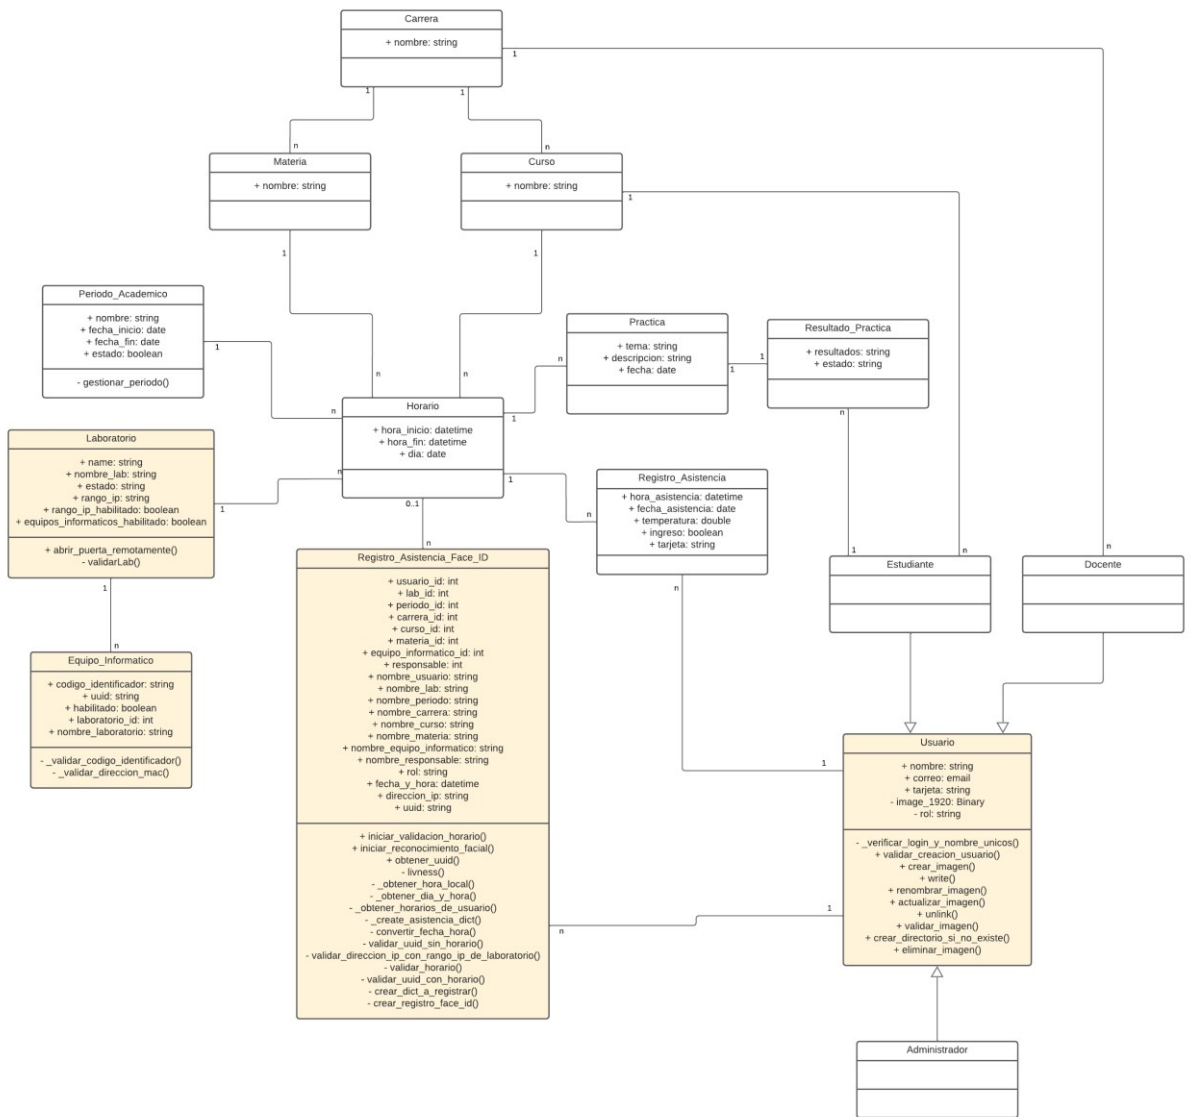 Carrera
+ nombre: string
1
1
1
n
n
n
Materia
+ nombre: string
Curso
+ nombre: string
1
1
1
Periodo_Academico
+ nombre: string
+ fecha_inicio: date
+ fecha_fin: date
+ estado: boolean
- gestionar_periodo()
1
n
n
n
Practica
+ tema: string
+ descripcion: string
+ fecha: date
n
1
1
Resultado_Practica
+ resultados: string
+ estado: string
n
Horario
+ hora_inicio: datetime
+ hora_fin: datetime
+ dia: date
1
n
1
0..1
Laboratorio
+ name: string
+ nombre_lab: string
+ estado: string
+ rango_ip: string
+ rango_ip_habilitado: boolean
+ equipos_informaticos_habilitado: boolean
+ abrir_puerta_remotamente()
- validarLab()
1
1
Registro_Asistencia
+ hora_asistencia: datetime
+ fecha_asistencia: date
+ temperatura: double
+ ingreso: boolean
+ tarjeta: string
n
n
1
n
n
Estudiante
Docente
n
Registro_Asistencia_Face_ID
+ usuario_id: int
+ lab_id: int
+ periodo_id: int
+ carrera_id: int
+ curso_id: int
+ materia_id: int
+ equipo_informatico_id: int
+ responsable: int
+ nombre_usuario: string
+ nombre_lab: string
+ nombre_periodo: string
+ nombre_carrera: string
+ nombre_curso: string
+ nombre_materia: string
+ nombre_equipo_informatico: string
+ nombre_responsable: string
+ rol: string
+ fecha_y_hora: datetime
+ direccion_ip: string
+ uuid: string
+ iniciar_validacion_horario()
+ iniciar_reconocimiento_facial()
+ obtener_uuid()
- livness()
- _obtener_hora_local()
- _obtener_dia_y_hora()
- _obtener_horarios_de_usuario()
- _create_asistencia_dict()
- convertir_fecha_hora()
- validar_uuid_sin_horario()
- validar_direccion_ip_con_rango_ip_de_laboratorio()
- validar_horario()
- validar_uuid_con_horario()
- crear_dict_a_registrar()
- crear_registro_face_id()
n
n
Equipo_Informatico
+ codigo_identificador: string
+ uuid: string
+ habilitado: boolean
+ laboratorio_id: int
+ nombre_laboratorio: string
- _validar_codigo_identificador()
- _validar_direccion_mac()
1
1
Usuario
+ nombre: string
+ correo: email
+ tarjeta: string
- image_1920: Binary
- rol: string
- _verificar_login_y_nombre_unicos()
+ validar_creacion_usuario()
+ crear_imagen()
+ write()
+ renombrar_imagen()
+ actualizar_imagen()
+ unlink()
+ validar_imagen()
+ crear_directorio_si_no_existe()
+ eliminar_imagen()
Administrador